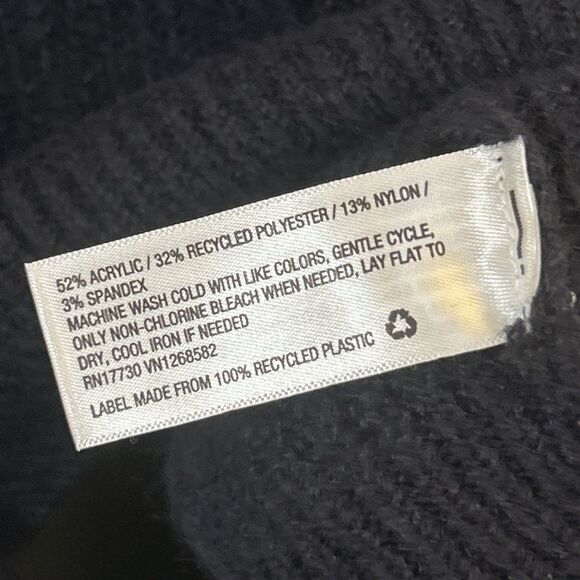 52% ACRYLIC / 32% RECYCLED POLYESTER / 13% NYLON /
3% SPANDEX
MACHINE WASH COLD WITH LIKE COLORS, GENTLE CYCLE,
ONLY NON-CHLORINE BLEACH WHEN NEEDED, LAY FLAT TO
DRY, COOL IRON IF NEEDED
RN17730 VN1268582
LABEL MADE FROM 100% RECYCLED PLASTIC